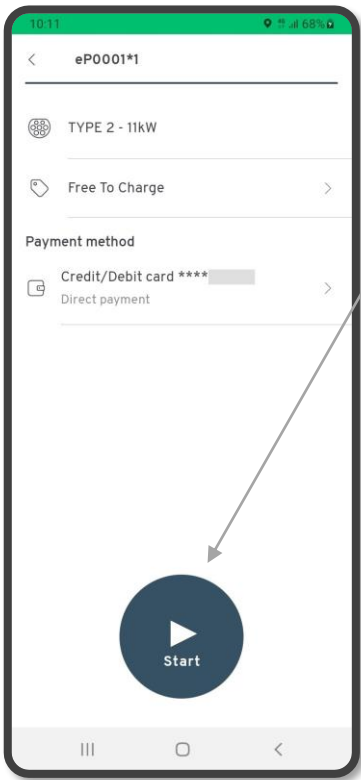 10:11 68%
eP0001*1
TYPE 2 - 11kW
Free To Charge
Payment method
Credit/Debit card ****
Direct payment
Start